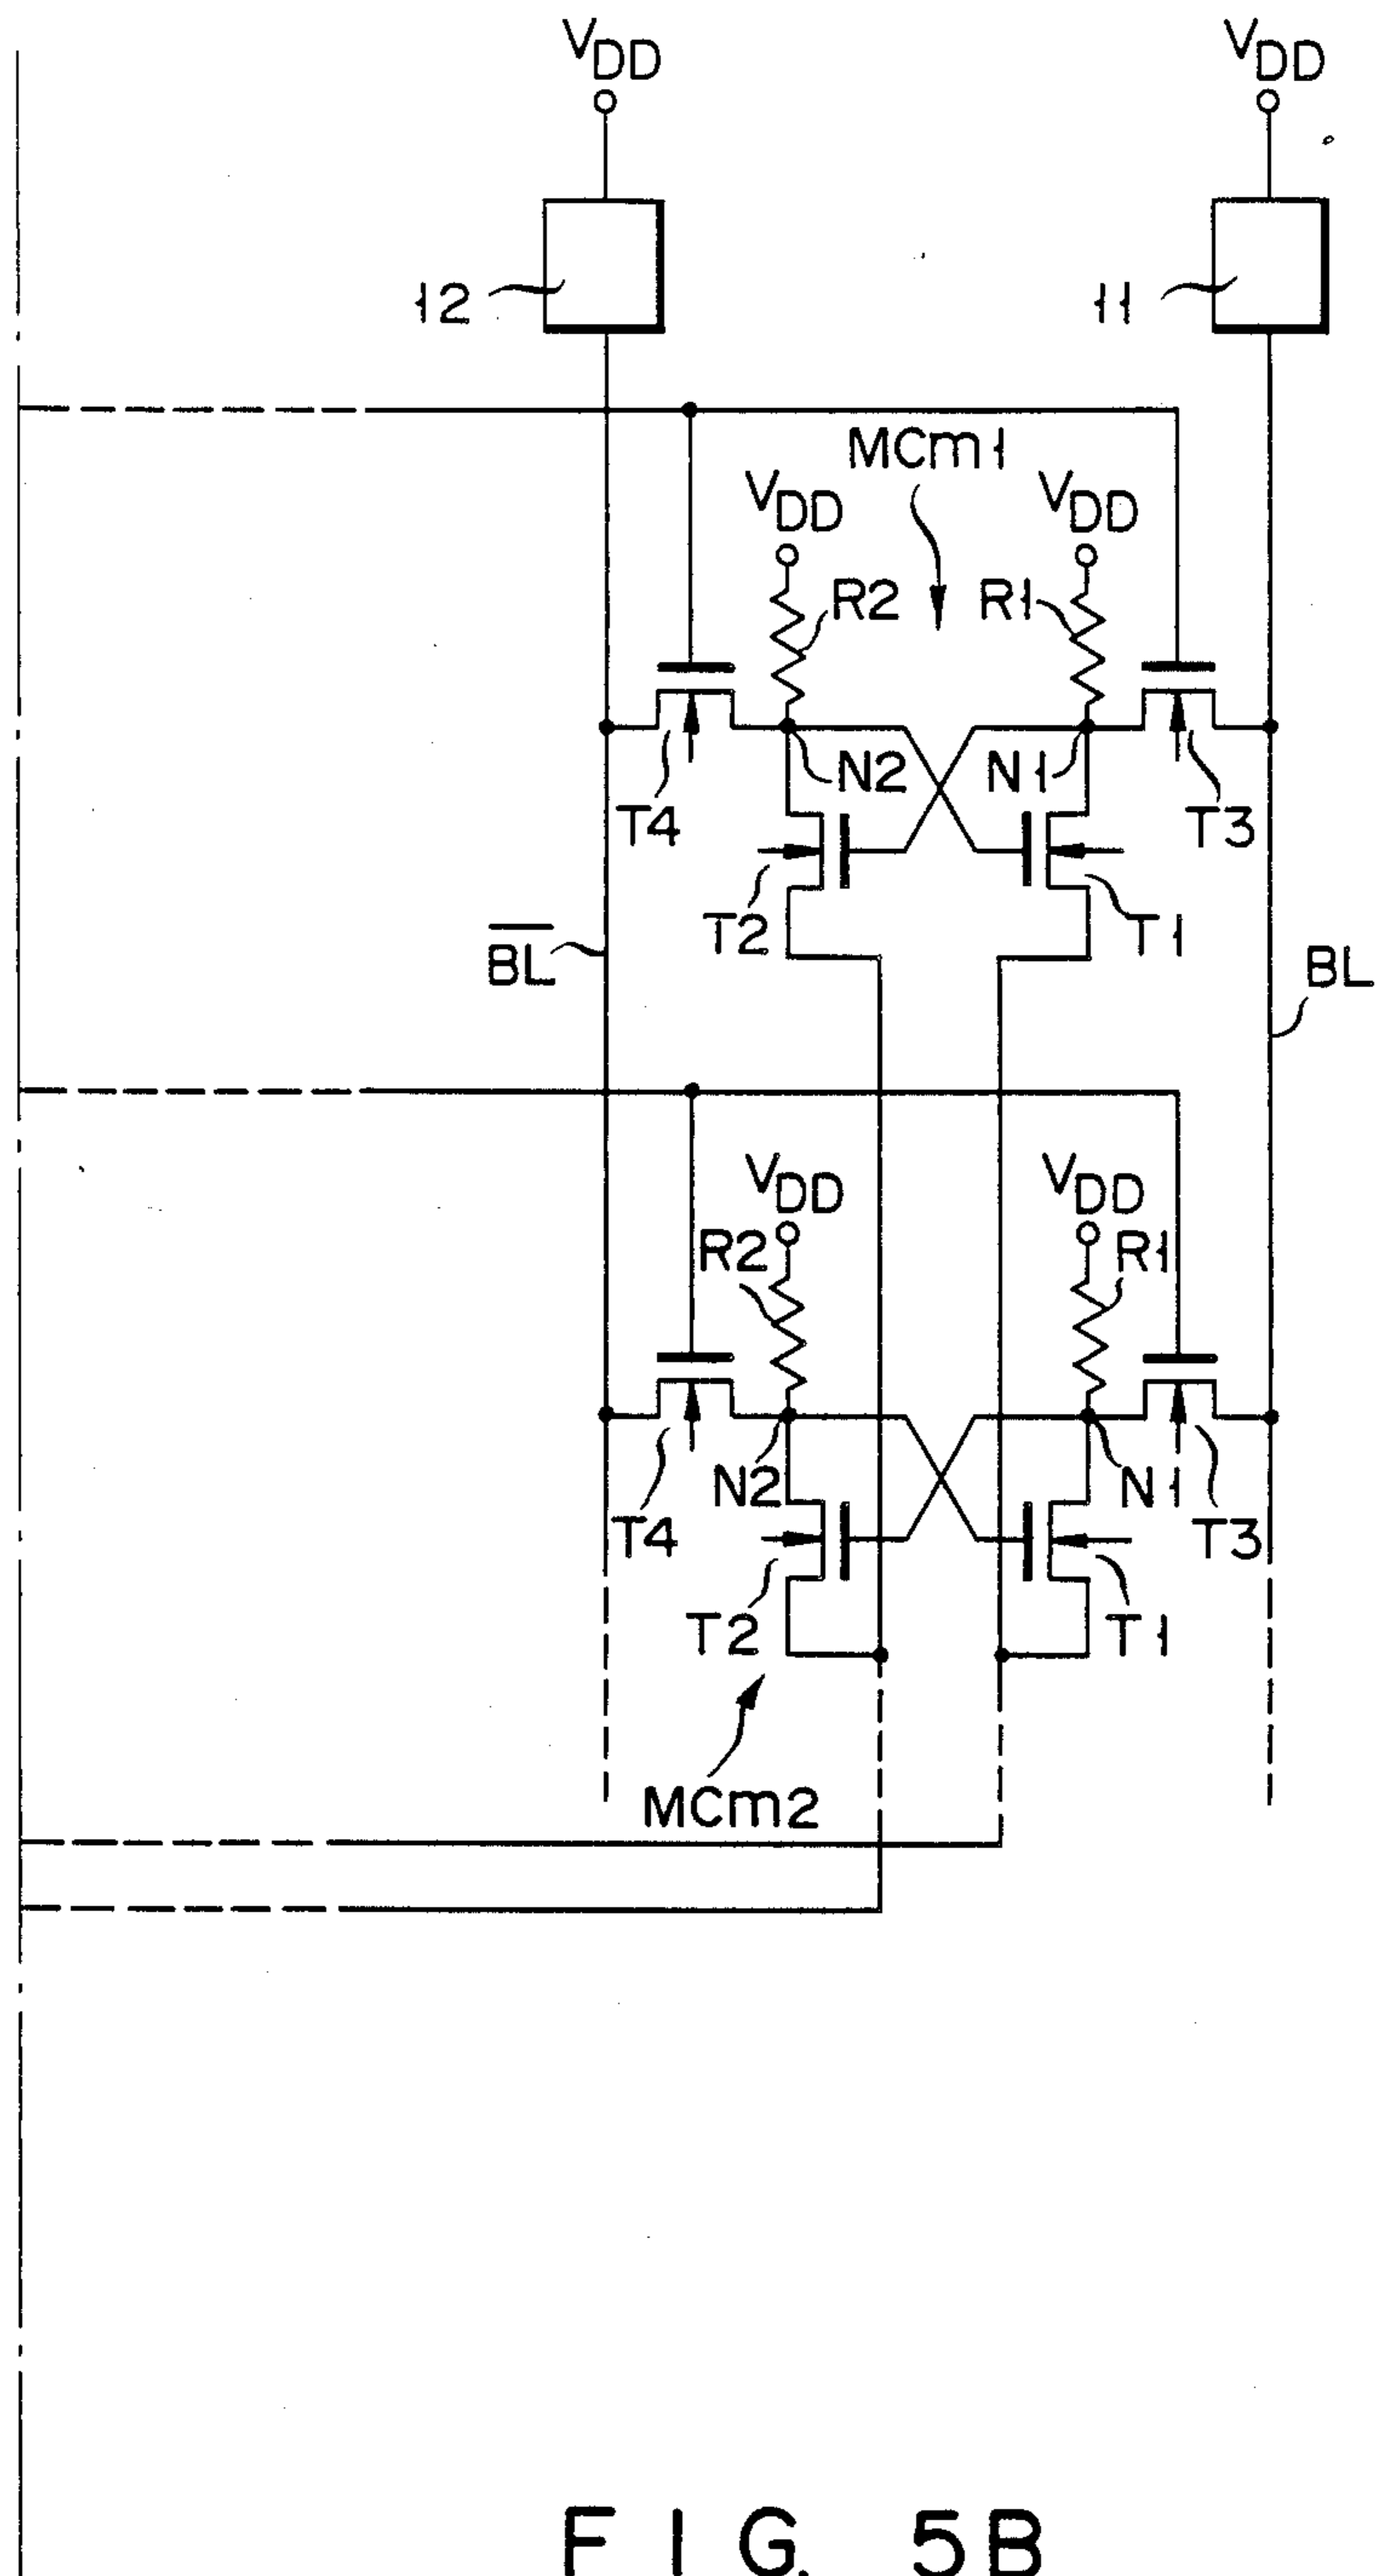 VDD VDD
12 11
MCm1
VDD VDD
R2 R1
N2 N1
T4 T3
T2 T1
B̅L̅ BL
VDD VDD
R2 R1
N2 N1
T4 T3
T2 T1
MCm2
FIG. 5B